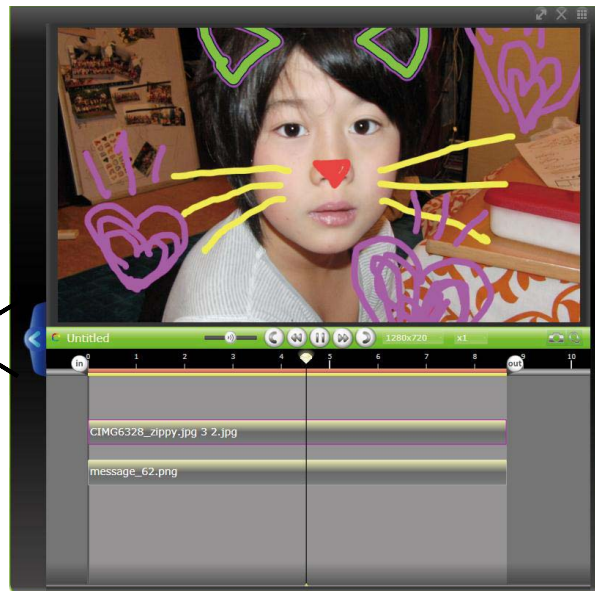 Untitled
1280x720 x1
in 0 1 2 3 4 5 6 7 8 9 out 10
CIMG6328_zippy.jpg 3 2.jpg
message_62.png